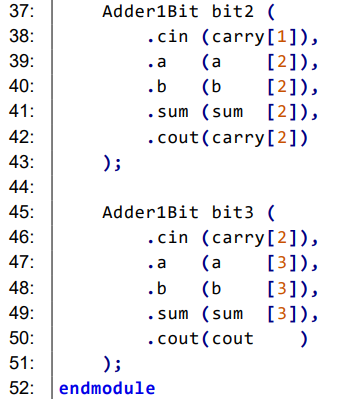 37:     Adder1Bit bit2 (
38:         .cin (carry[1]),
39:         .a   (a    [2]),
40:         .b   (b    [2]),
41:         .sum (sum  [2]),
42:         .cout(carry[2])
43:     );
44:
45:     Adder1Bit bit3 (
46:         .cin (carry[2]),
47:         .a   (a    [3]),
48:         .b   (b    [3]),
49:         .sum (sum  [3]),
50:         .cout(cout    )
51:     );
52: endmodule